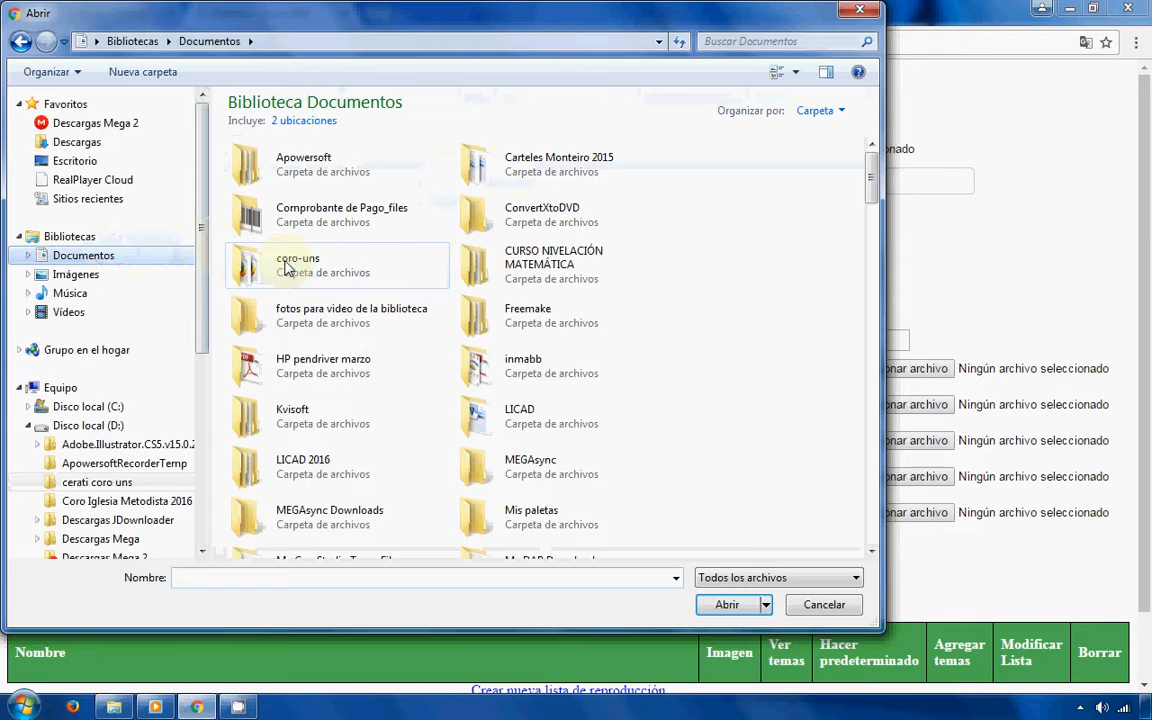 Abrir
Bibliotecas
Documentos
Buscar Documentos
Organizar
Nueva carpeta
Favoritos
Descargas Mega 2
Descargas
Escritorio
RealPlayer Cloud
Sitios recientes
Bibliotecas
Documentos
Imágenes
Música
Vídeos
Grupo en el hogar
Equipo
Disco local (C:)
Disco local (D:)
Adobe.Illustrator.CS5.v15.0.2
ApowersoftRecorderTemp
cerati coro uns
Coro Iglesia Metodista 2016
Descargas JDownloader
Descargas Mega
Descargas Mega 2
Biblioteca Documentos
Incluye: 2 ubicaciones
Organizar por: Carpeta
Apowersoft
Carpeta de archivos
Carteles Monteiro 2015
Carpeta de archivos
Comprobante de Pago_files
Carpeta de archivos
ConvertXtoDVD
Carpeta de archivos
coro-uns
Carpeta de archivos
CURSO NIVELACIÓN
MATEMÁTICA
Carpeta de archivos
fotos para video de la biblioteca
Carpeta de archivos
Freemake
Carpeta de archivos
HP pendriver marzo
Carpeta de archivos
inmabb
Carpeta de archivos
Kvisoft
Carpeta de archivos
LICAD
Carpeta de archivos
LICAD 2016
Carpeta de archivos
MEGAsync
Carpeta de archivos
MEGAsync Downloads
Carpeta de archivos
Mis paletas
Carpeta de archivos
Nombre:
Todos los archivos
Abrir
Cancelar
onado
onar archivo Ningún archivo seleccionado
onar archivo Ningún archivo seleccionado
onar archivo Ningún archivo seleccionado
onar archivo Ningún archivo seleccionado
onar archivo Ningún archivo seleccionado
Nombre
Imagen
Ver
temas
Hacer
predeterminado
Agregar
temas
Modificar
Lista
Borrar
Crear nueva lista de reproducción